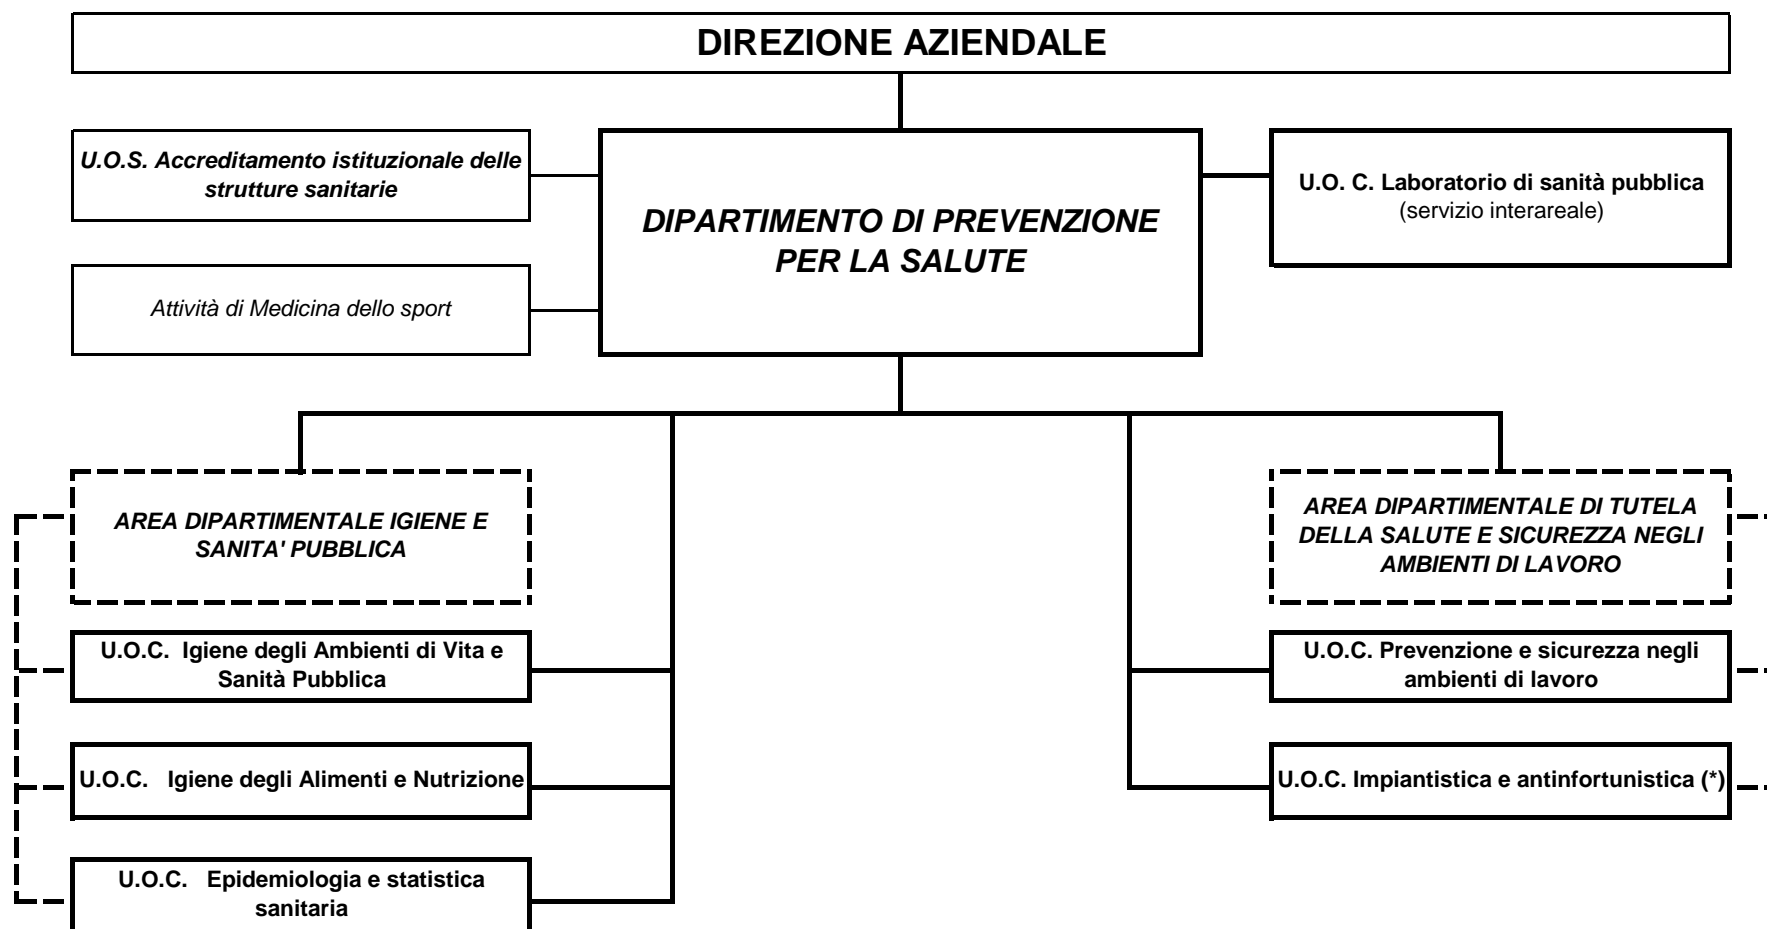 DIREZIONE AZIENDALE
U.O.S. Accreditamento istituzionale delle
strutture sanitarie
DIPARTIMENTO DI PREVENZIONE
PER LA SALUTE
U.O. C. Laboratorio di sanità pubblica
(servizio interareale)
Attività di Medicina dello sport
AREA DIPARTIMENTALE IGIENE E
SANITA' PUBBLICA
AREA DIPARTIMENTALE DI TUTELA
DELLA SALUTE E SICUREZZA NEGLI
AMBIENTI DI LAVORO
U.O.C. Igiene degli Ambienti di Vita e
Sanità Pubblica
U.O.C. Prevenzione e sicurezza negli
ambienti di lavoro
U.O.C. Igiene degli Alimenti e Nutrizione
U.O.C. Impiantistica e antinfortunistica (*)
U.O.C. Epidemiologia e statistica
sanitaria